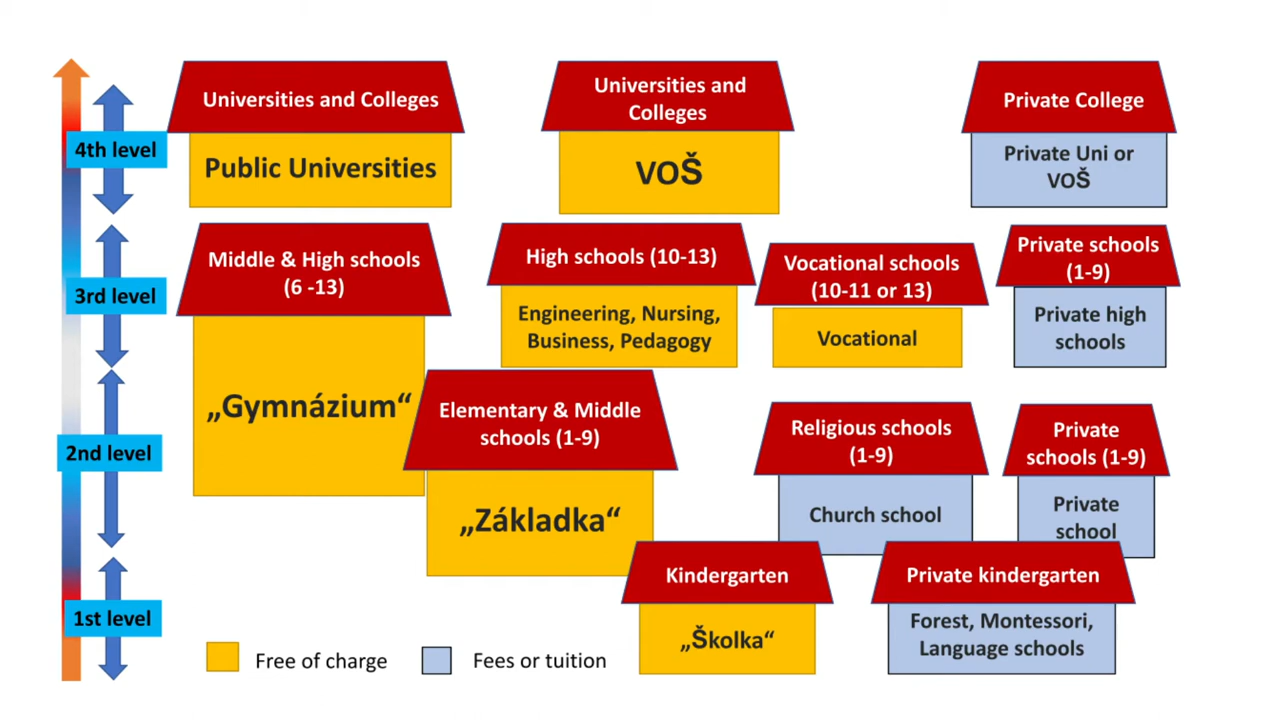 Universities and Colleges
Public Universities
Universities and
Colleges
VOŠ
Private College
Private Uni or
VOŠ
4th level
Middle & High schools
(6 -13)
„Gymnázium“
High schools (10-13)
Engineering, Nursing,
Business, Pedagogy
Vocational schools
(10-11 or 13)
Vocational
Private schools
(1-9)
Private high
schools
3rd level
Elementary & Middle
schools (1-9)
„Základka“
Religious schools
(1-9)
Church school
Private
schools (1-9)
Private
school
2nd level
Kindergarten
„Školka“
Private kindergarten
Forest, Montessori,
Language schools
1st level
Free of charge
Fees or tuition